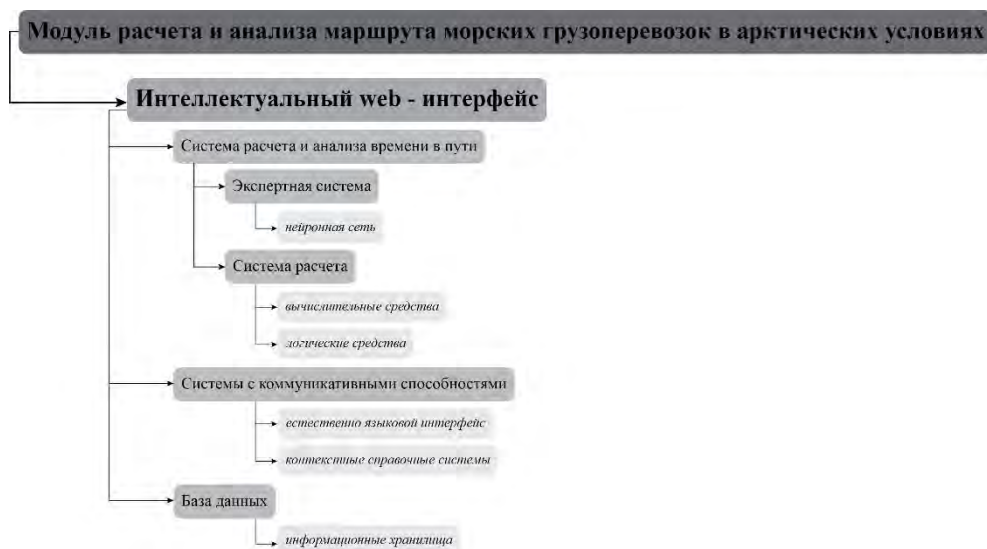 Модуль расчета и анализа маршрута морских грузоперевозок в арктических условиях
Интеллектуальный web - интерфейс
Система расчета и анализа времени в пути
Экспертная система
нейронная сеть
Система расчета
вычислительные средства
логические средства
Системы с коммуникативными способностями
естественно языковой интерфейс
контекстные справочные системы
База данных
информационные хранилища